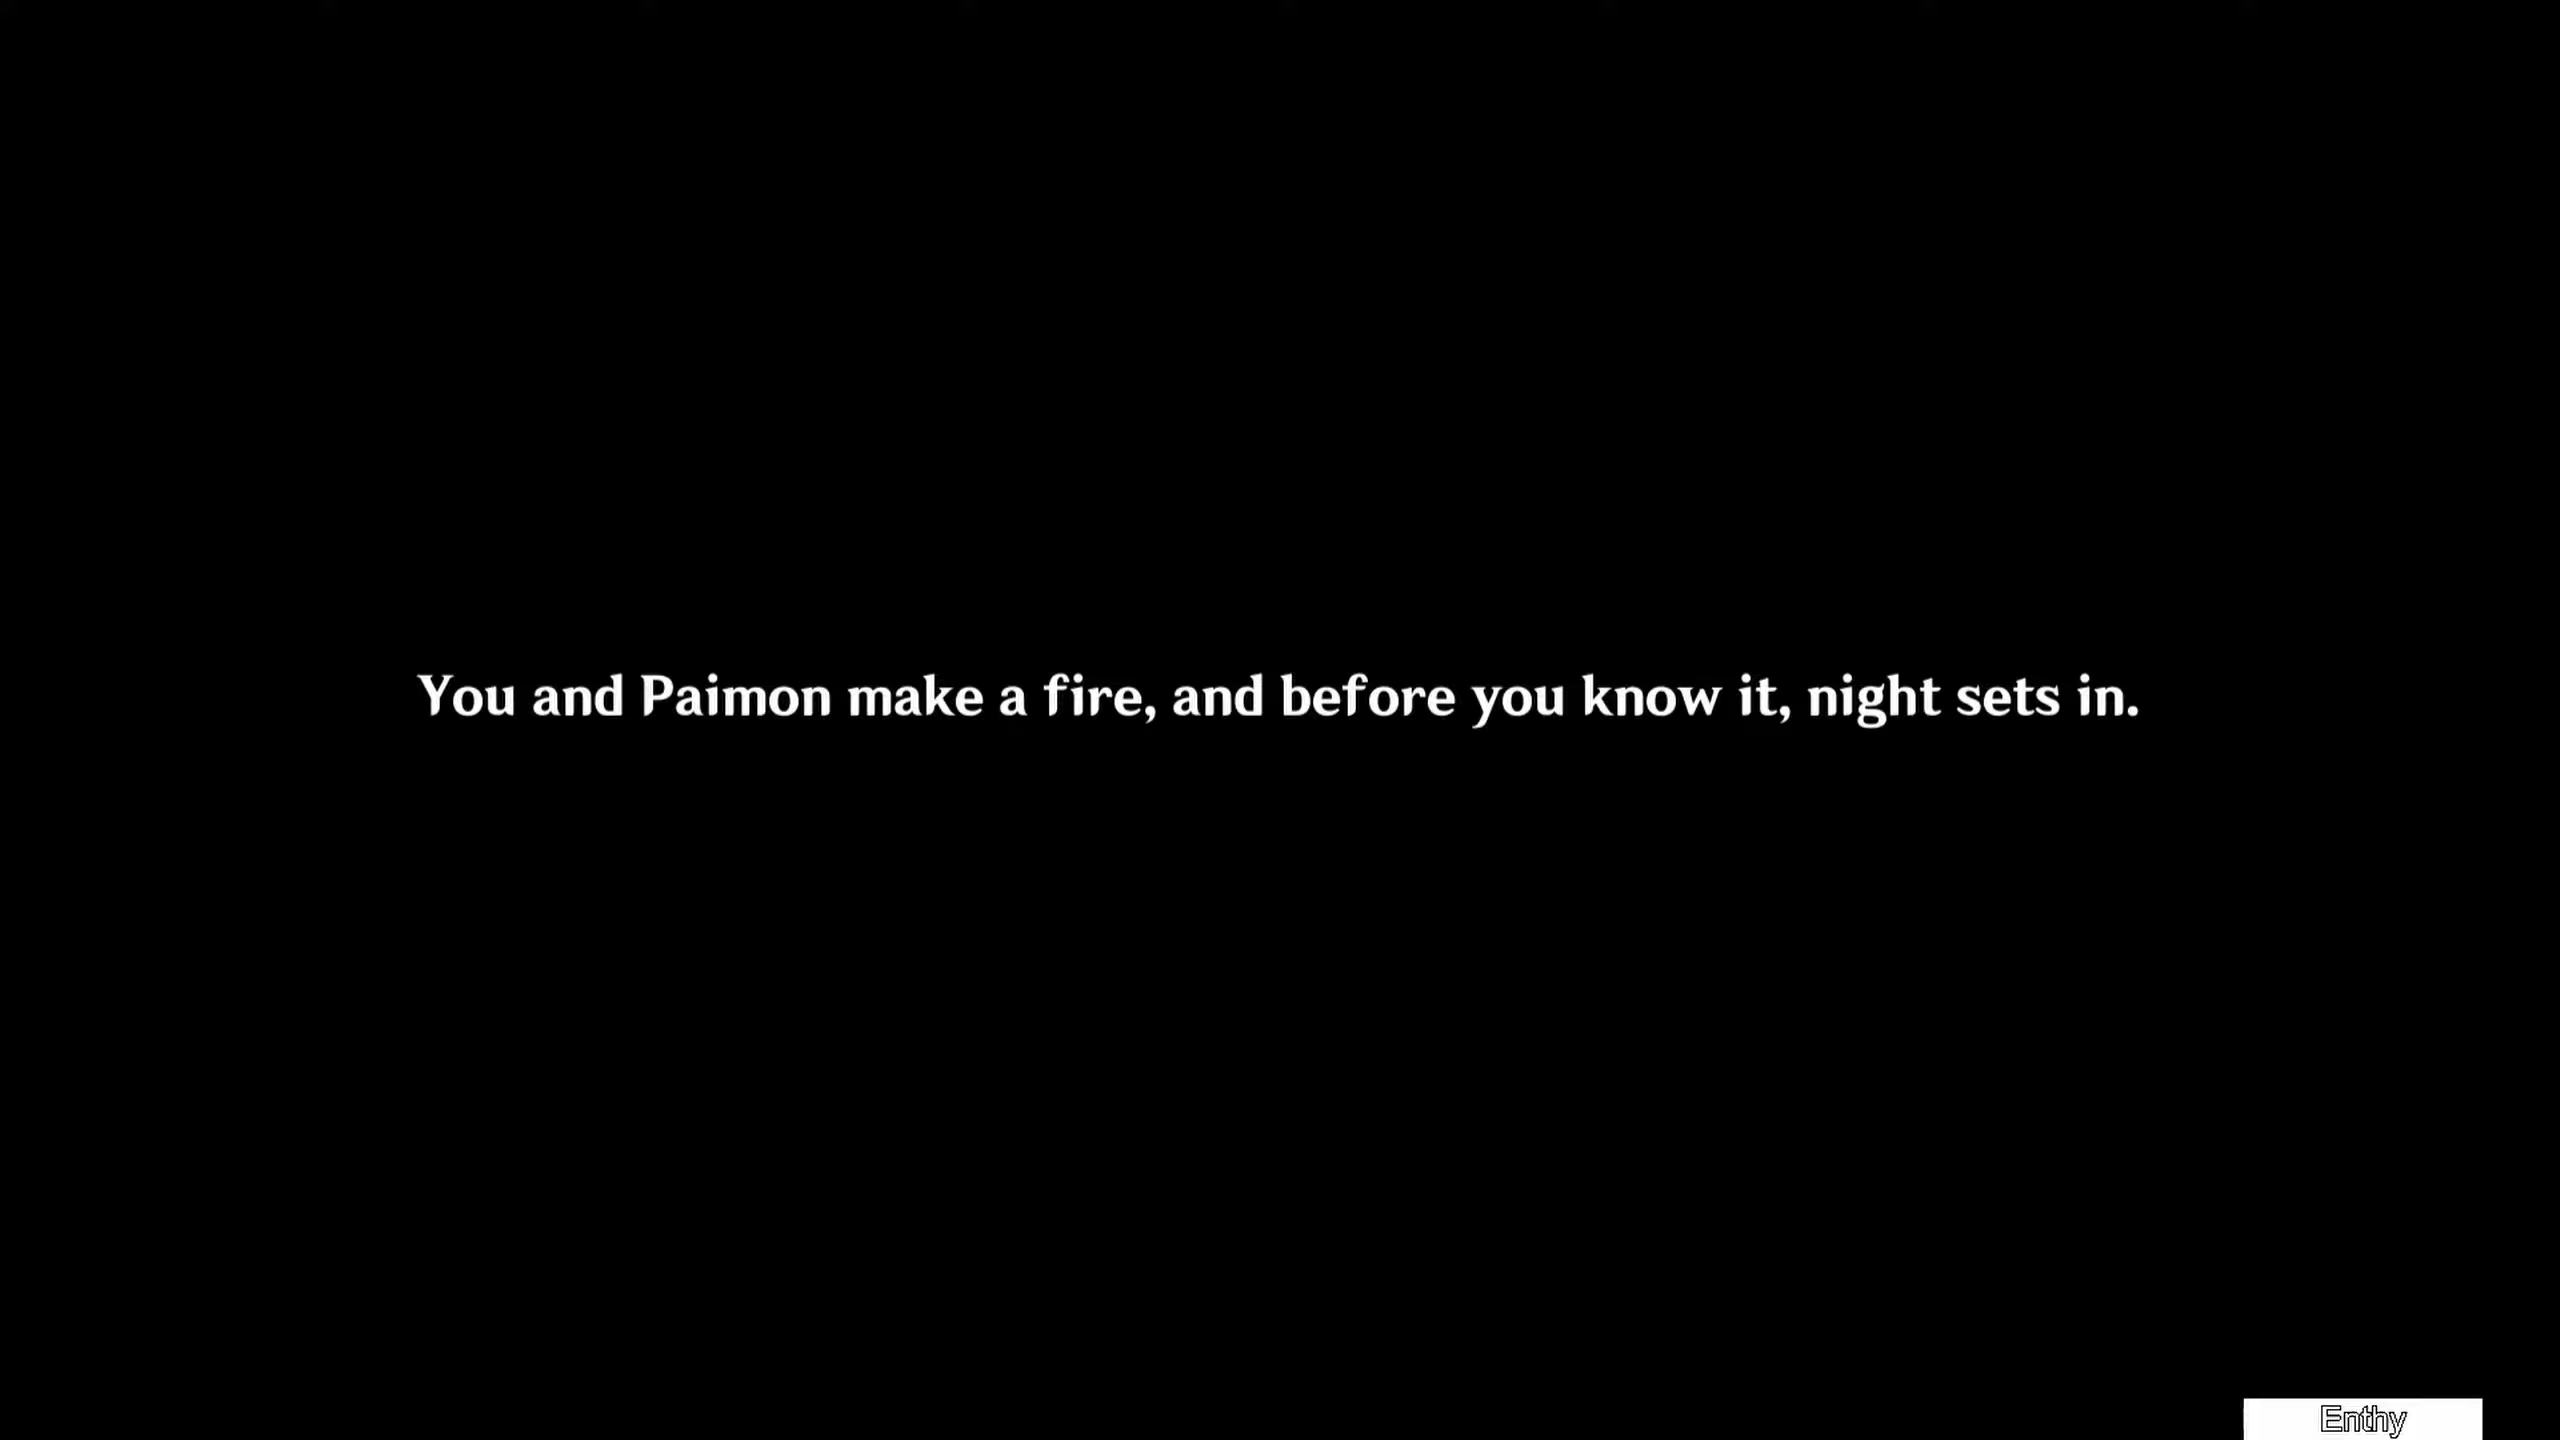 You and Paimon make a fire, and before you know it, night sets in.
Enthy